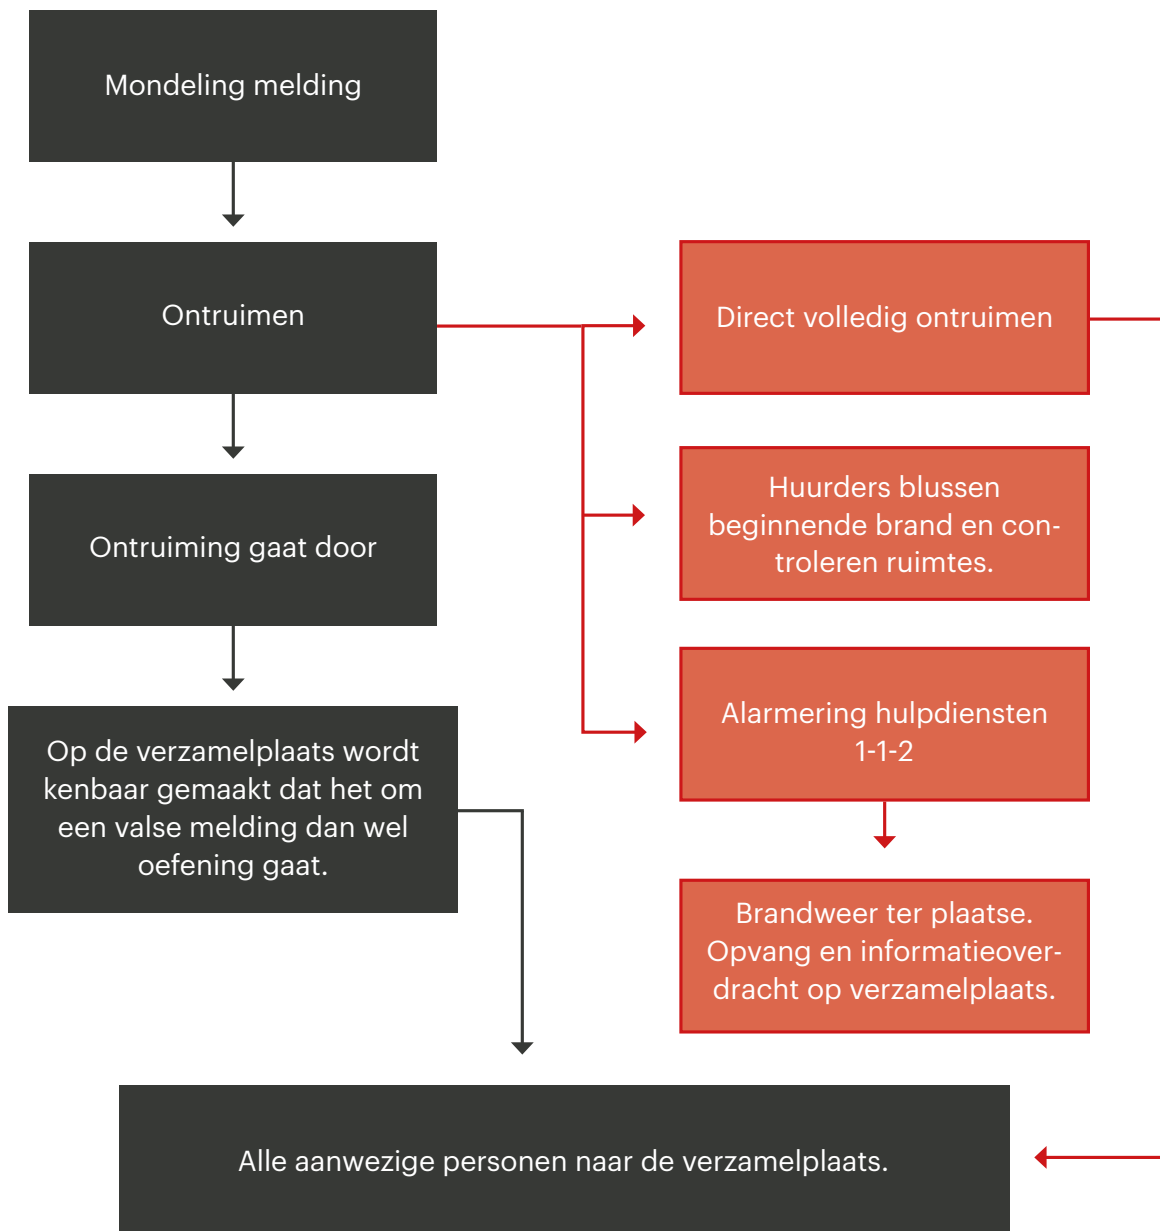 Mondeling melding
Ontruimen
Direct volledig ontruimen
Huurders blussen
beginnende brand en con-
troleren ruimtes.
Ontruiming gaat door
Alarmering hulpdiensten
1-1-2
Op de verzamelplaats wordt
kenbaar gemaakt dat het om
een valse melding dan wel
oefening gaat.
Brandweer ter plaatse.
Opvang en informatieover-
dracht op verzamelplaats.
Alle aanwezige personen naar de verzamelplaats.